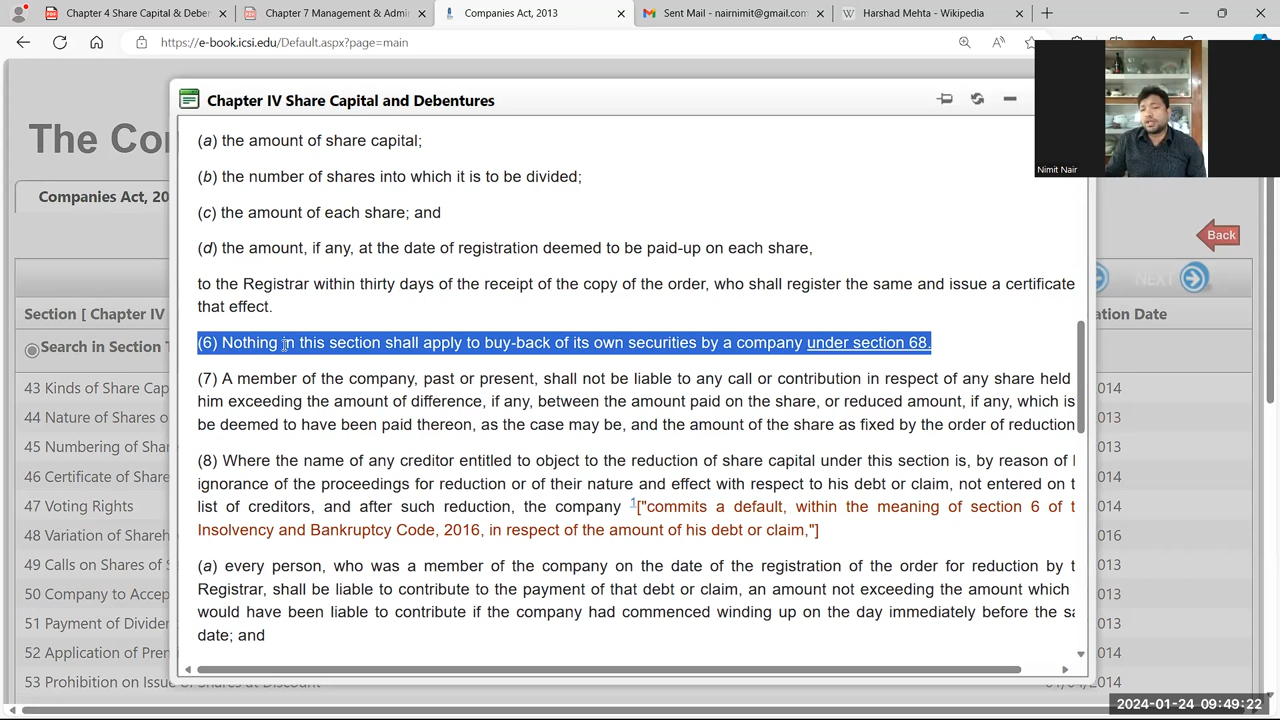 Chapter 4 Share Capital & Deber
Chapter 7 Management & Admi
Companies Act, 2013
Sent Mail - nairnimit@gmail.com
Harshad Mehta - Wikipedia
https://e-book.icsi.edu/Default.aspx?page=main
The Co
Companies Act, 20
Back
NEXT
Section [ Chapter IV
ation Date
Search in Section
43 Kinds of Share Cap
2014
44 Nature of Shares o
013
45 Numbering of Shar
013
46 Certificate of Shar
014
47 Voting Rights
014
48 Variation of Shareh
016
49 Calls on Shares of S
014
50 Company to Accep
014
51 Payment of Divider
013
52 Application of Prem
014
53 Prohibition on Issue of Shares at Discount
01/04/2014
Chapter IV Share Capital and Debentures
(a) the amount of share capital;
(b) the number of shares into which it is to be divided;
(c) the amount of each share; and
(d) the amount, if any, at the date of registration deemed to be paid-up on each share,
to the Registrar within thirty days of the receipt of the copy of the order, who shall register the same and issue a certificate
that effect.
(6) Nothing in this section shall apply to buy-back of its own securities by a company under section 68.
(7) A member of the company, past or present, shall not be liable to any call or contribution in respect of any share held
him exceeding the amount of difference, if any, between the amount paid on the share, or reduced amount, if any, which is
be deemed to have been paid thereon, as the case may be, and the amount of the share as fixed by the order of reduction
(8) Where the name of any creditor entitled to object to the reduction of share capital under this section is, by reason of
ignorance of the proceedings for reduction or of their nature and effect with respect to his debt or claim, not entered on t
list of creditors, and after such reduction, the company 1["commits a default, within the meaning of section 6 of t
Insolvency and Bankruptcy Code, 2016, in respect of the amount of his debt or claim,"]
(a) every person, who was a member of the company on the date of the registration of the order for reduction by t
Registrar, shall be liable to contribute to the payment of that debt or claim, an amount not exceeding the amount which
would have been liable to contribute if the company had commenced winding up on the day immediately before the sa
date; and
Nimit Nair
2024-01-24 09:49:22